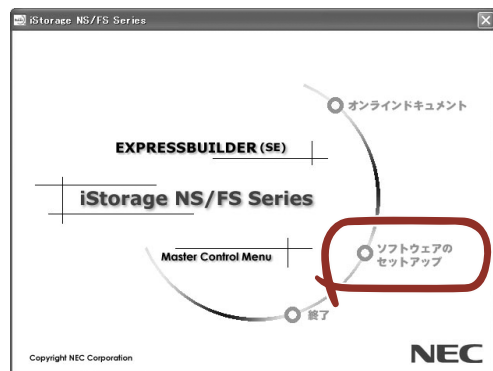 iStorage NS/FS Series
オンラインドキュメント
EXPRESSBUILDER (SE)
iStorage NS/FS Series
ソフトウェアの
セットアップ
Master Control Menu
終了
Copyright NEC Corporation
NEC